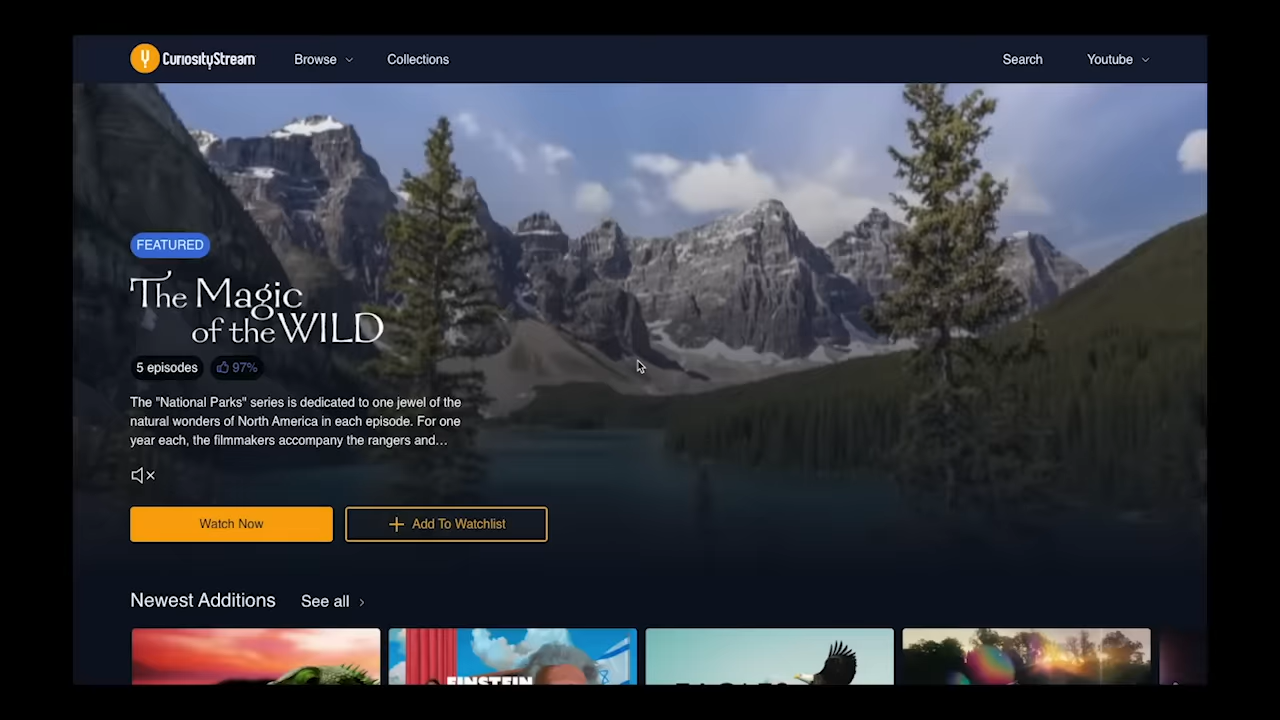 CuriosityStream
Browse
Collections
Search
Youtube
FEATURED
The Magic
of the WILD
5 episodes
97%
The "National Parks" series is dedicated to one jewel of the
natural wonders of North America in each episode. For one
year each, the filmmakers accompany the rangers and…
Watch Now
Add To Watchlist
Newest Additions
See all
EINSTEIN